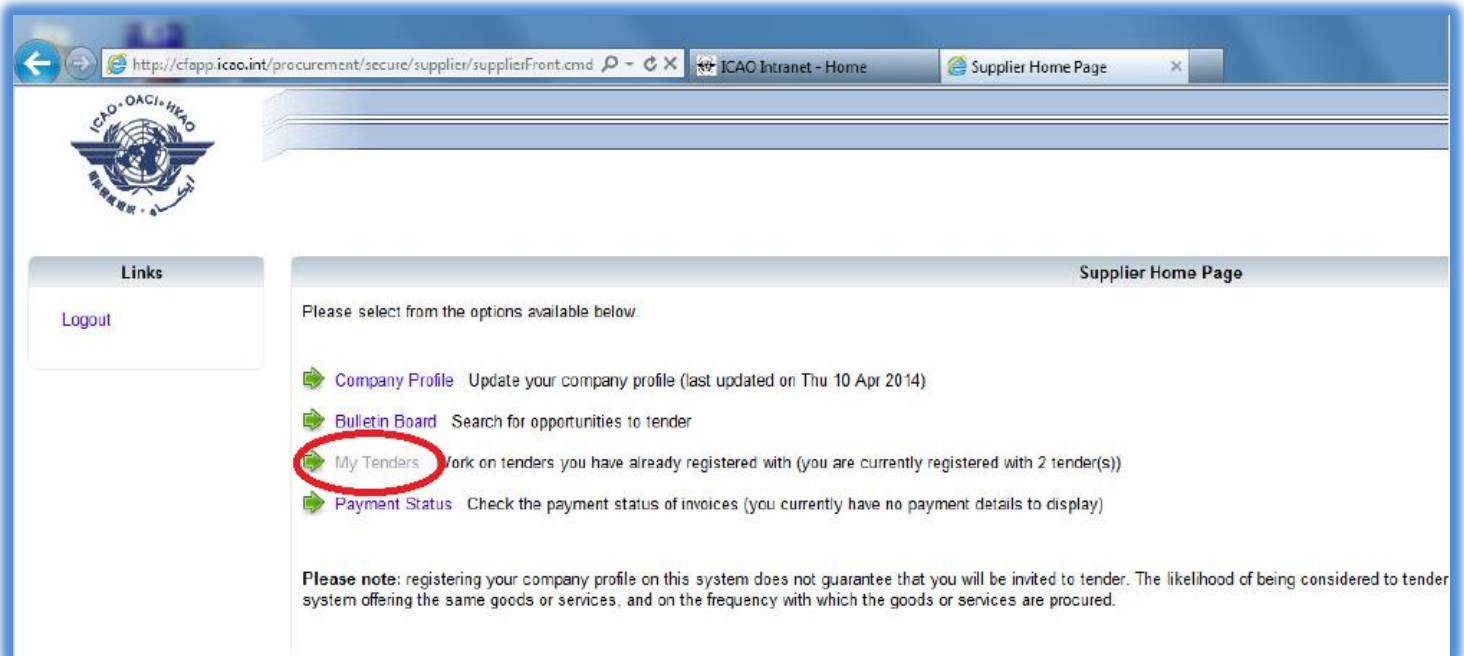 http://cfapp.icao.int/procurement/secure/supplier/supplierFront.cmd
ICAO Intranet - Home
Supplier Home Page
ICAO · OACI · ИКАО
Links
Logout
Supplier Home Page
Please select from the options available below.
Company Profile Update your company profile (last updated on Thu 10 Apr 2014)
Bulletin Board Search for opportunities to tender
My Tenders Work on tenders you have already registered with (you are currently registered with 2 tender(s))
Payment Status Check the payment status of invoices (you currently have no payment details to display)
Please note: registering your company profile on this system does not guarantee that you will be invited to tender. The likelihood of being considered to tender
system offering the same goods or services, and on the frequency with which the goods or services are procured.